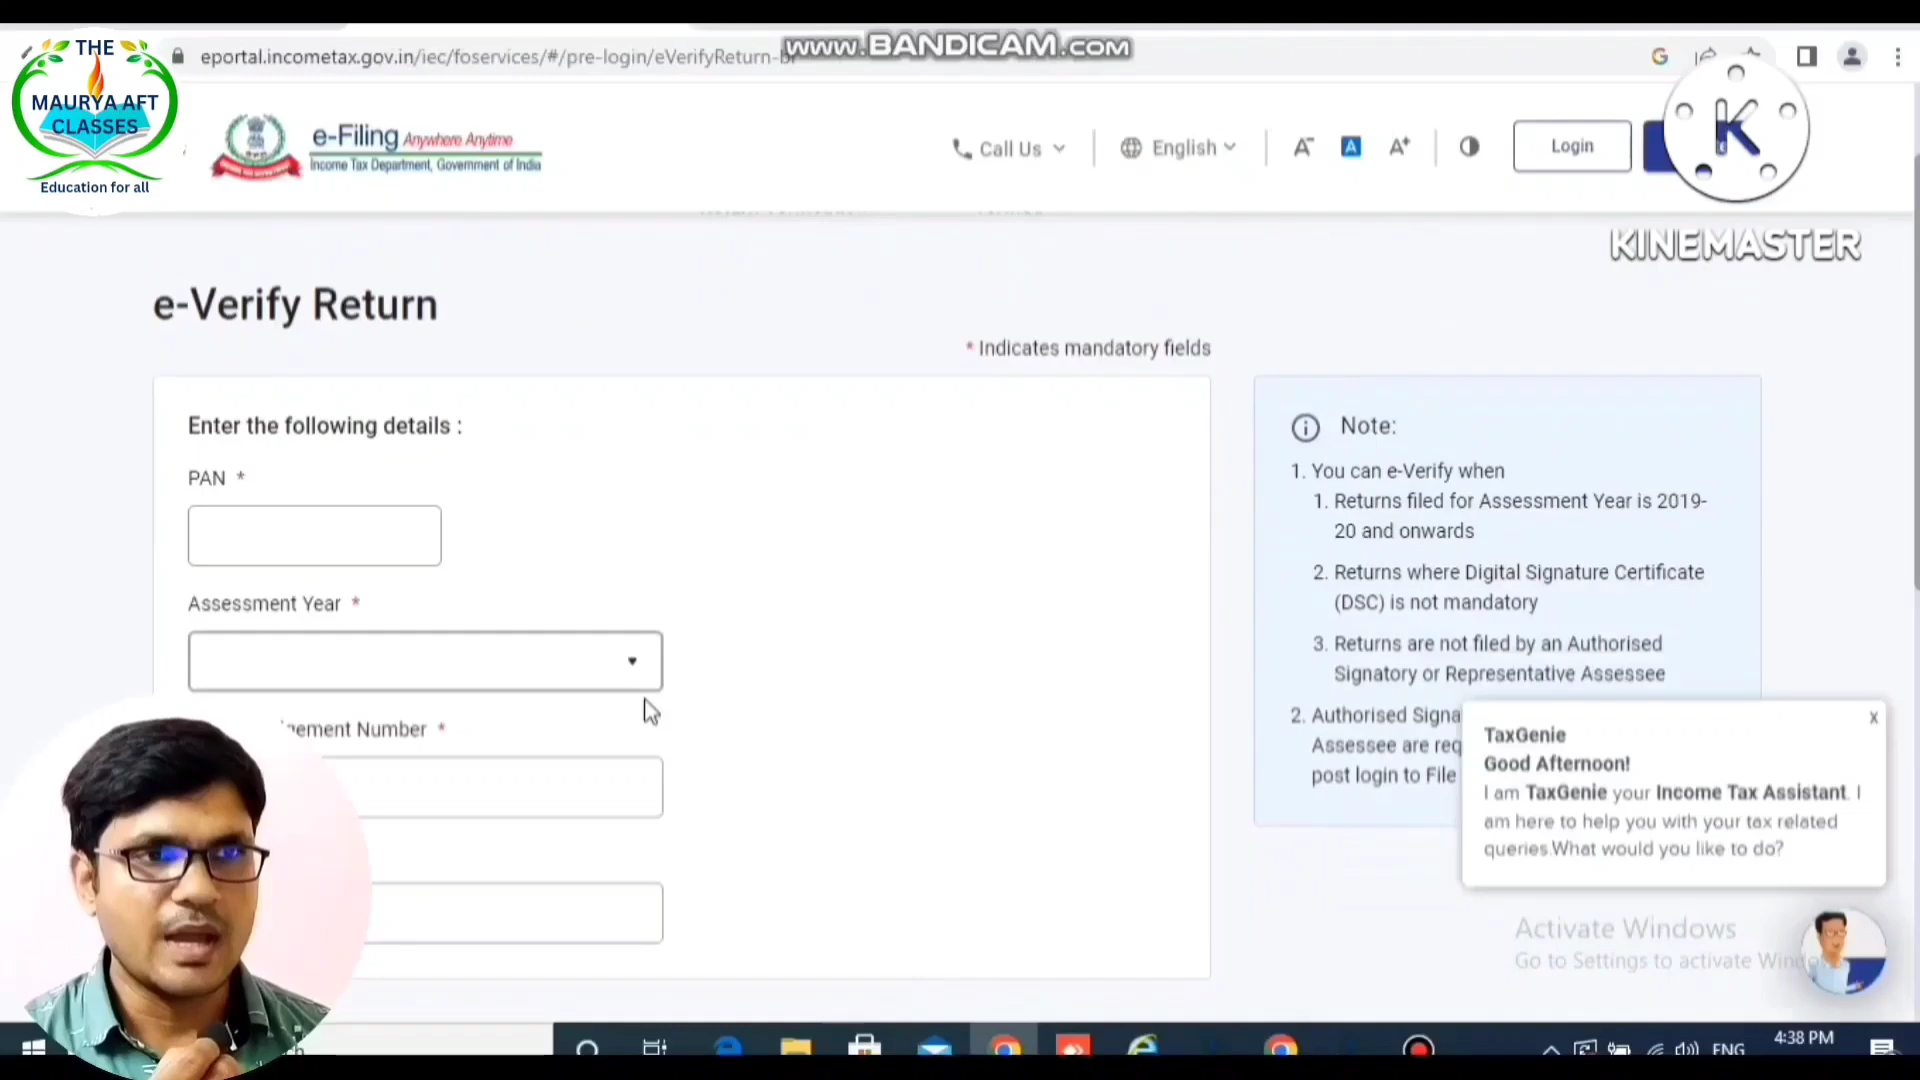 THE
MAURYA AFT
CLASSES
Education for all
eportal.incometax.gov.in/iec/foservices/#/pre-login/eVerifyReturn-
www.BANDICAM.com
e-Filing Anywhere Anytime
Income Tax Department, Government of India
Call Us
English
A-
A
A+
Login
K
KINEMASTER
e-Verify Return
* Indicates mandatory fields
Enter the following details :
PAN *
Assessment Year *
gement Number *
Note:
1. You can e-Verify when
1. Returns filed for Assessment Year is 2019-
20 and onwards
2. Returns where Digital Signature Certificate
(DSC) is not mandatory
3. Returns are not filed by an Authorised
Signatory or Representative Assessee
2. Authorised Signa
Assessee are req
post login to File
x
TaxGenie
Good Afternoon!
I am TaxGenie your Income Tax Assistant. I
am here to help you with your tax related
queries.What would you like to do?
Activate Windows
Go to Settings to activate Windo
ENG
4:38 PM